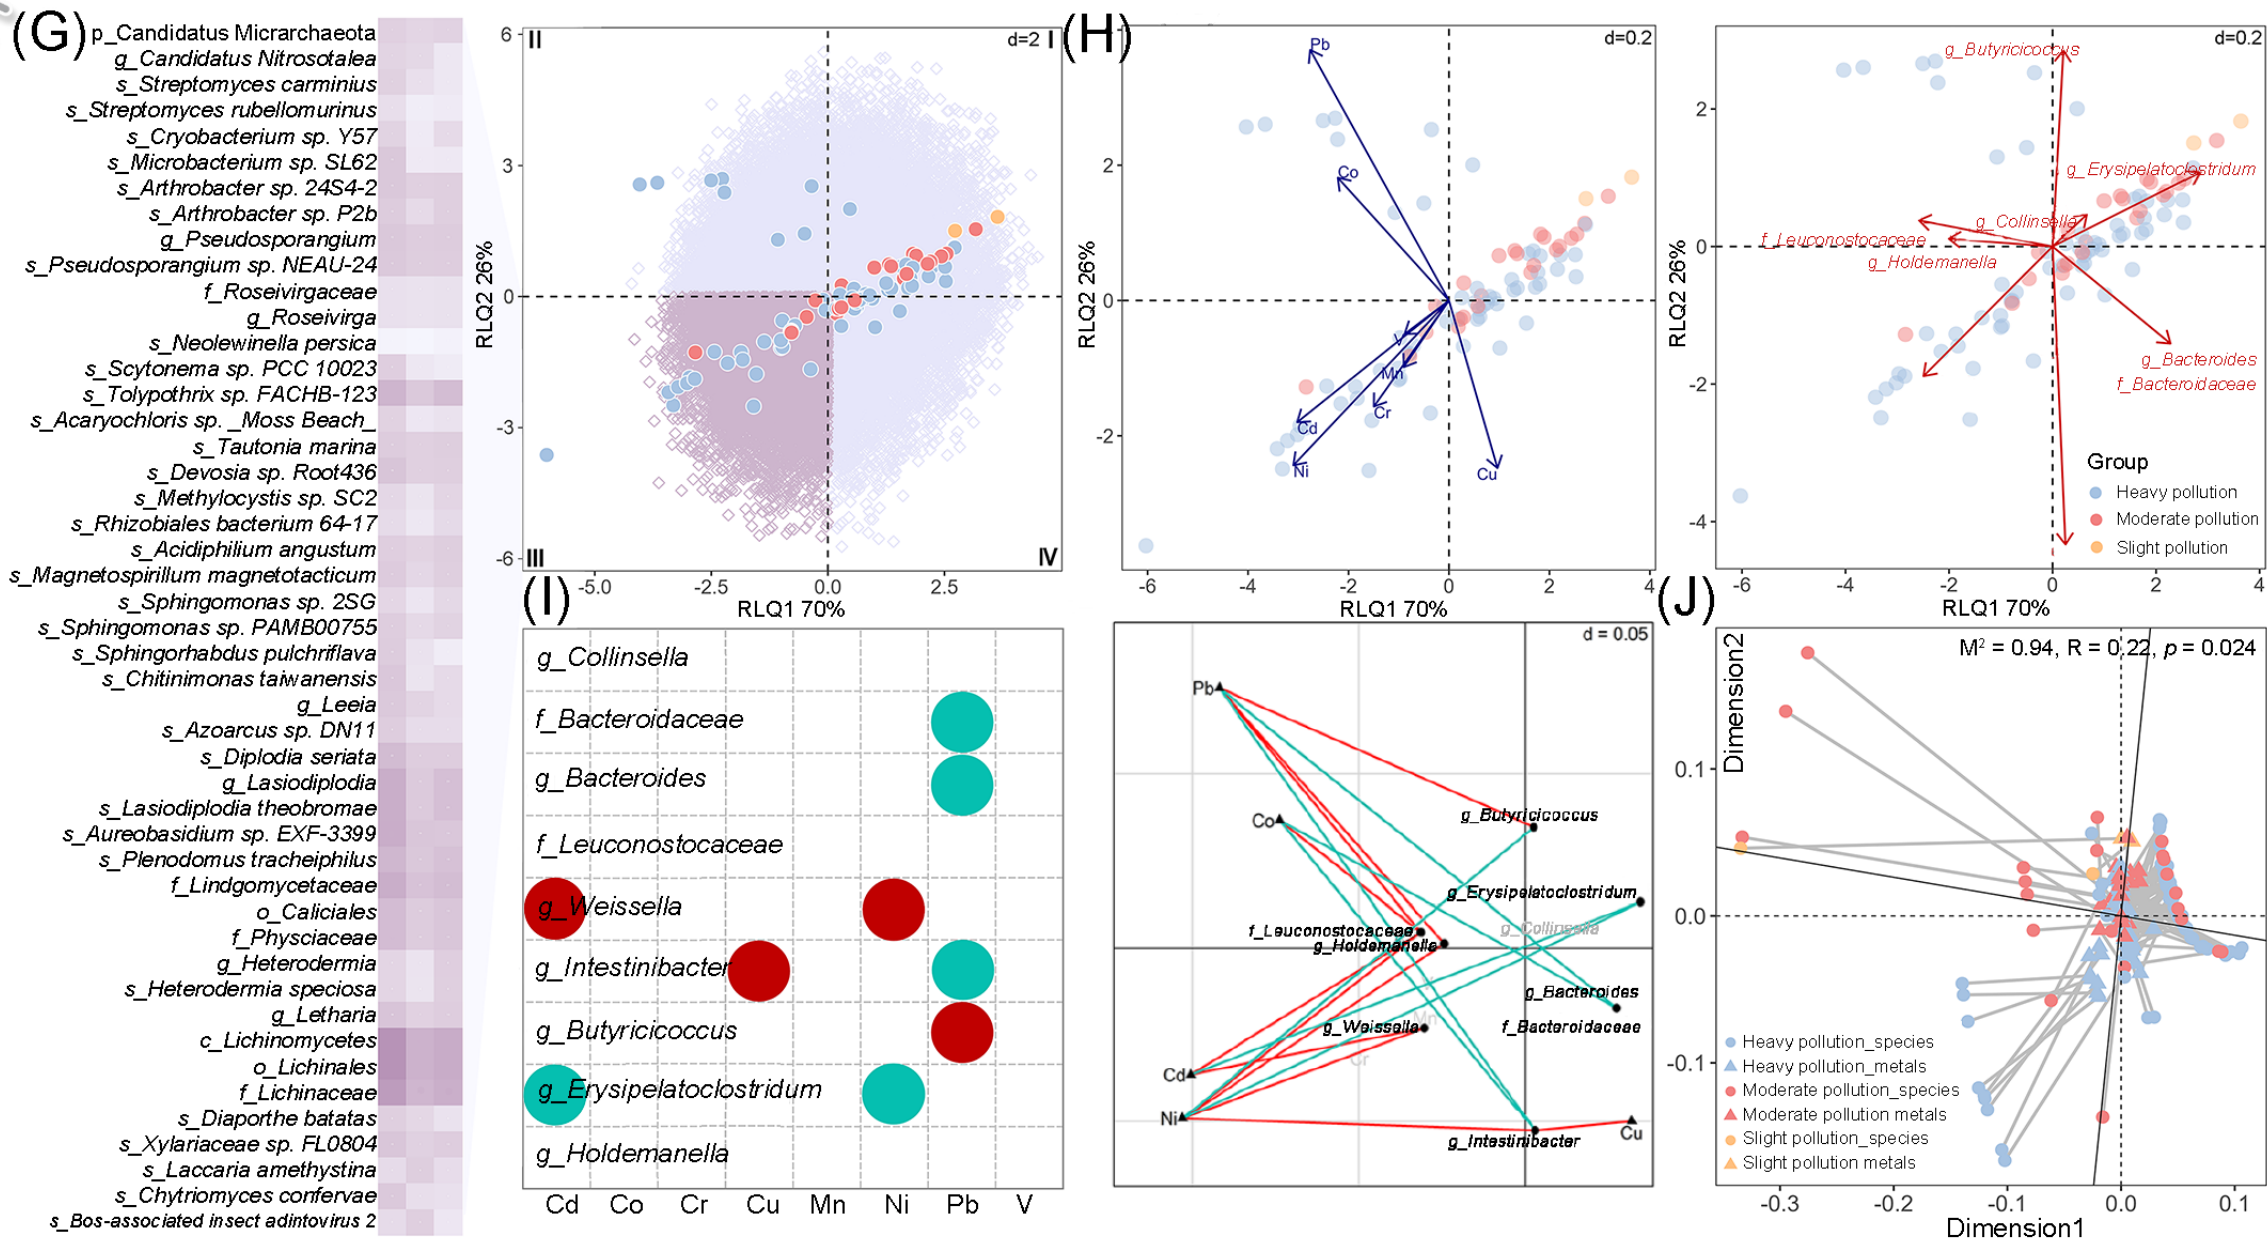 (G)
p_Candidatus Micrarchaeota
g_Candidatus Nitrosotalea
s_Streptomyces carminius
s_Streptomyces rubellomurinus
s_Cryobacterium sp. Y57
s_Microbacterium sp. SL62
s_Arthrobacter sp. 24S4-2
s_Arthrobacter sp. P2b
g_Pseudosporangium
s_Pseudosporangium sp. NEAU-24
f_Roseivirgaceae
g_Roseivirga
s_Neolewinella persica
s_Scytonema sp. PCC 10023
s_Tolypothrix sp. FACHB-123
s_Acaryochloris sp. _Moss Beach_
s_Tautonia marina
s_Devosia sp. Root436
s_Methylocystis sp. SC2
s_Rhizobiales bacterium 64-17
s_Acidiphilium angustum
s_Magnetospirillum magnetotacticum
s_Sphingomonas sp. 2SG
s_Sphingomonas sp. PAMB00755
s_Sphingorhabdus pulchriflava
s_Chitinimonas taiwanensis
g_Leeia
s_Azoarcus sp. DN11
s_Diplodia seriata
g_Lasiodiplodia
s_Lasiodiplodia theobromae
s_Aureobasidium sp. EXF-3399
s_Plenodomus tracheiphilus
f_Lindgomycetaceae
o_Caliciales
f_Physciaceae
g_Heterodermia
s_Heterodermia speciosa
g_Letharia
c_Lichinomycetes
o_Lichinales
f_Lichinaceae
s_Diaporthe batatas
s_Xylariaceae sp. FL0804
s_Laccaria amethystina
s_Chytriomyces confervae
s_Bos-associated insect adintovirus 2
II
d=2 I
III
IV
6
3
0
-3
-6
RLQ2 26%
-5.0 -2.5 0.0 2.5
RLQ1 70%
(H)
d=0.2
Pb
Co
V
Mn
Cr
Cd
Ni
Cu
2
0
-2
RLQ2 26%
-6 -4 -2 0 2 4
RLQ1 70%
d=0.2
g_Butyricicoccus
g_Erysipelatoclostridum
g_Collinsella
f_Leuconostocaceae
g_Holdemanella
g_Bacteroides
f_Bacteroidaceae
Group
Heavy pollution
Moderate pollution
Slight pollution
2
0
-2
-4
RLQ2 26%
-6 -4 -2 0 2 4
RLQ1 70%
(I)
g_Collinsella
f_Bacteroidaceae
g_Bacteroides
f_Leuconostocaceae
g_Weissella
g_Intestinibacter
g_Butyricicoccus
g_Erysipelatoclostridum
g_Holdemanella
Cd Co Cr Cu Mn Ni Pb V
d = 0.05
Pb
Co
g_Butyricicoccus
g_Erysipelatoclostridum
g_Collinsella
f_Leuconostocaceae
g_Holdemanella
g_Bacteroides
Mn
g_Weissella
f_Bacteroidaceae
Cr
Cd
Ni
Cu
g_Intestinibacter
(J)
M² = 0.94, R = 0.22, p = 0.024
Dimension2
0.1
0.0
-0.1
Heavy pollution_species
Heavy pollution_metals
Moderate pollution_species
Moderate pollution metals
Slight pollution_species
Slight pollution metals
-0.3 -0.2 -0.1 0.0 0.1
Dimension1